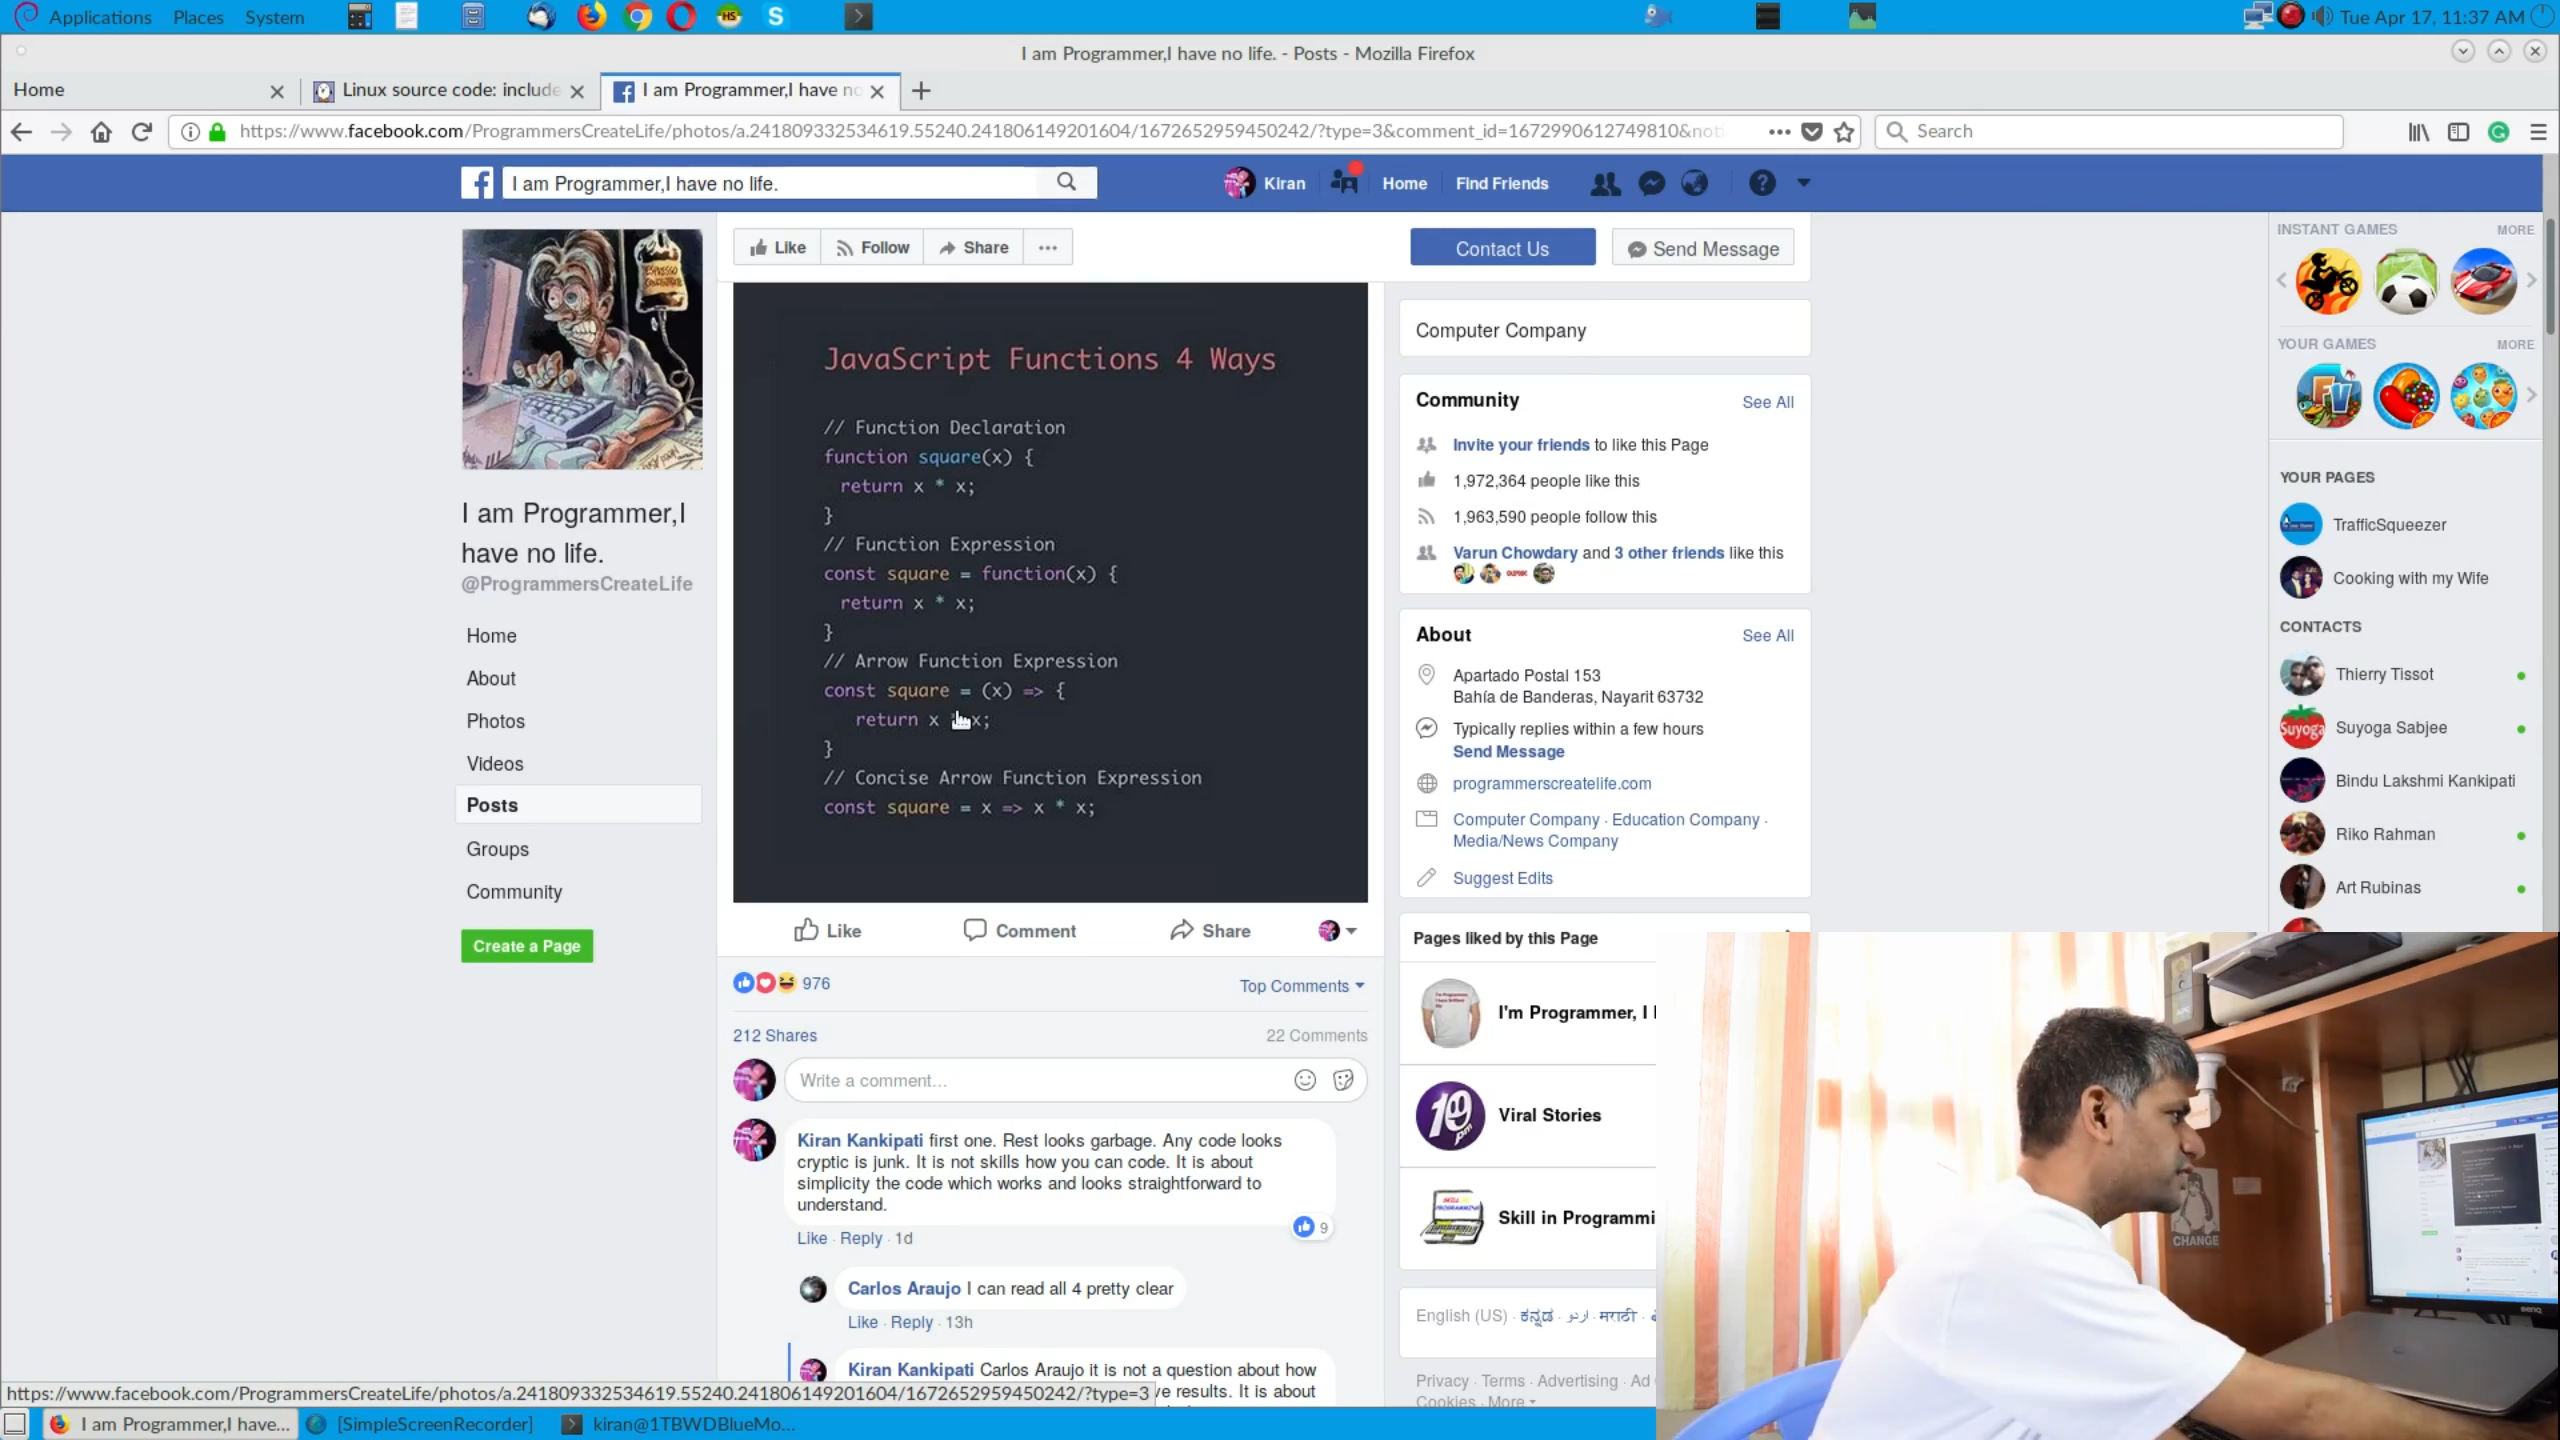 Applications Places System
Tue Apr 17, 11:37 AM
I am Programmer,I have no life. - Posts - Mozilla Firefox
Home
Linux source code: include
I am Programmer,I have no
https://www.facebook.com/ProgrammersCreateLife/photos/a.241809332534619.55240.241806149201604/1672652959450242/?type=3&comment_id=1672990612749810&noti
Search
I am Programmer,I have no life.
Kiran
Home
Find Friends
I am Programmer,I
have no life.
@ProgrammersCreateLife
Home
About
Photos
Videos
Posts
Groups
Community
Create a Page
Like
Follow
Share
Contact Us
Send Message
JavaScript Functions 4 Ways
// Function Declaration
function square(x) {
return x * x;
}
// Function Expression
const square = function(x) {
return x * x;
}
// Arrow Function Expression
const square = (x) => {
return x x;
}
// Concise Arrow Function Expression
const square = x => x * x;
Like
Comment
Share
976
Top Comments
212 Shares
22 Comments
Write a comment...
Kiran Kankipati first one. Rest looks garbage. Any code looks
cryptic is junk. It is not skills how you can code. It is about
simplicity the code which works and looks straightforward to
understand.
9
Like · Reply · 1d
Carlos Araujo I can read all 4 pretty clear
Like · Reply · 13h
Kiran Kankipati Carlos Araujo it is not a question about how
ve results. It is about
https://www.facebook.com/ProgrammersCreateLife/photos/a.241809332534619.55240.241806149201604/1672652959450242/?type=3
Computer Company
Community
See All
Invite your friends to like this Page
1,972,364 people like this
1,963,590 people follow this
Varun Chowdary and 3 other friends like this
About
See All
Apartado Postal 153
Bahía de Banderas, Nayarit 63732
Typically replies within a few hours
Send Message
programmerscreatelife.com
Computer Company · Education Company ·
Media/News Company
Suggest Edits
Pages liked by this Page
I'm Programmer, I
Viral Stories
Skill in Programmi
English (US) · ಕನ್ನಡ · اردو · मराठी ·
Privacy · Terms · Advertising · Ad
Cookies · More
INSTANT GAMES
MORE
YOUR GAMES
MORE
YOUR PAGES
TrafficSqueezer
Cooking with my Wife
CONTACTS
Thierry Tissot
Suyoga
Suyoga Sabjee
Bindu Lakshmi Kankipati
Riko Rahman
Art Rubinas
CHANGE
BenQ
I am Programmer,I have...
[SimpleScreenRecorder]
kiran@1TBWDBlueMo...